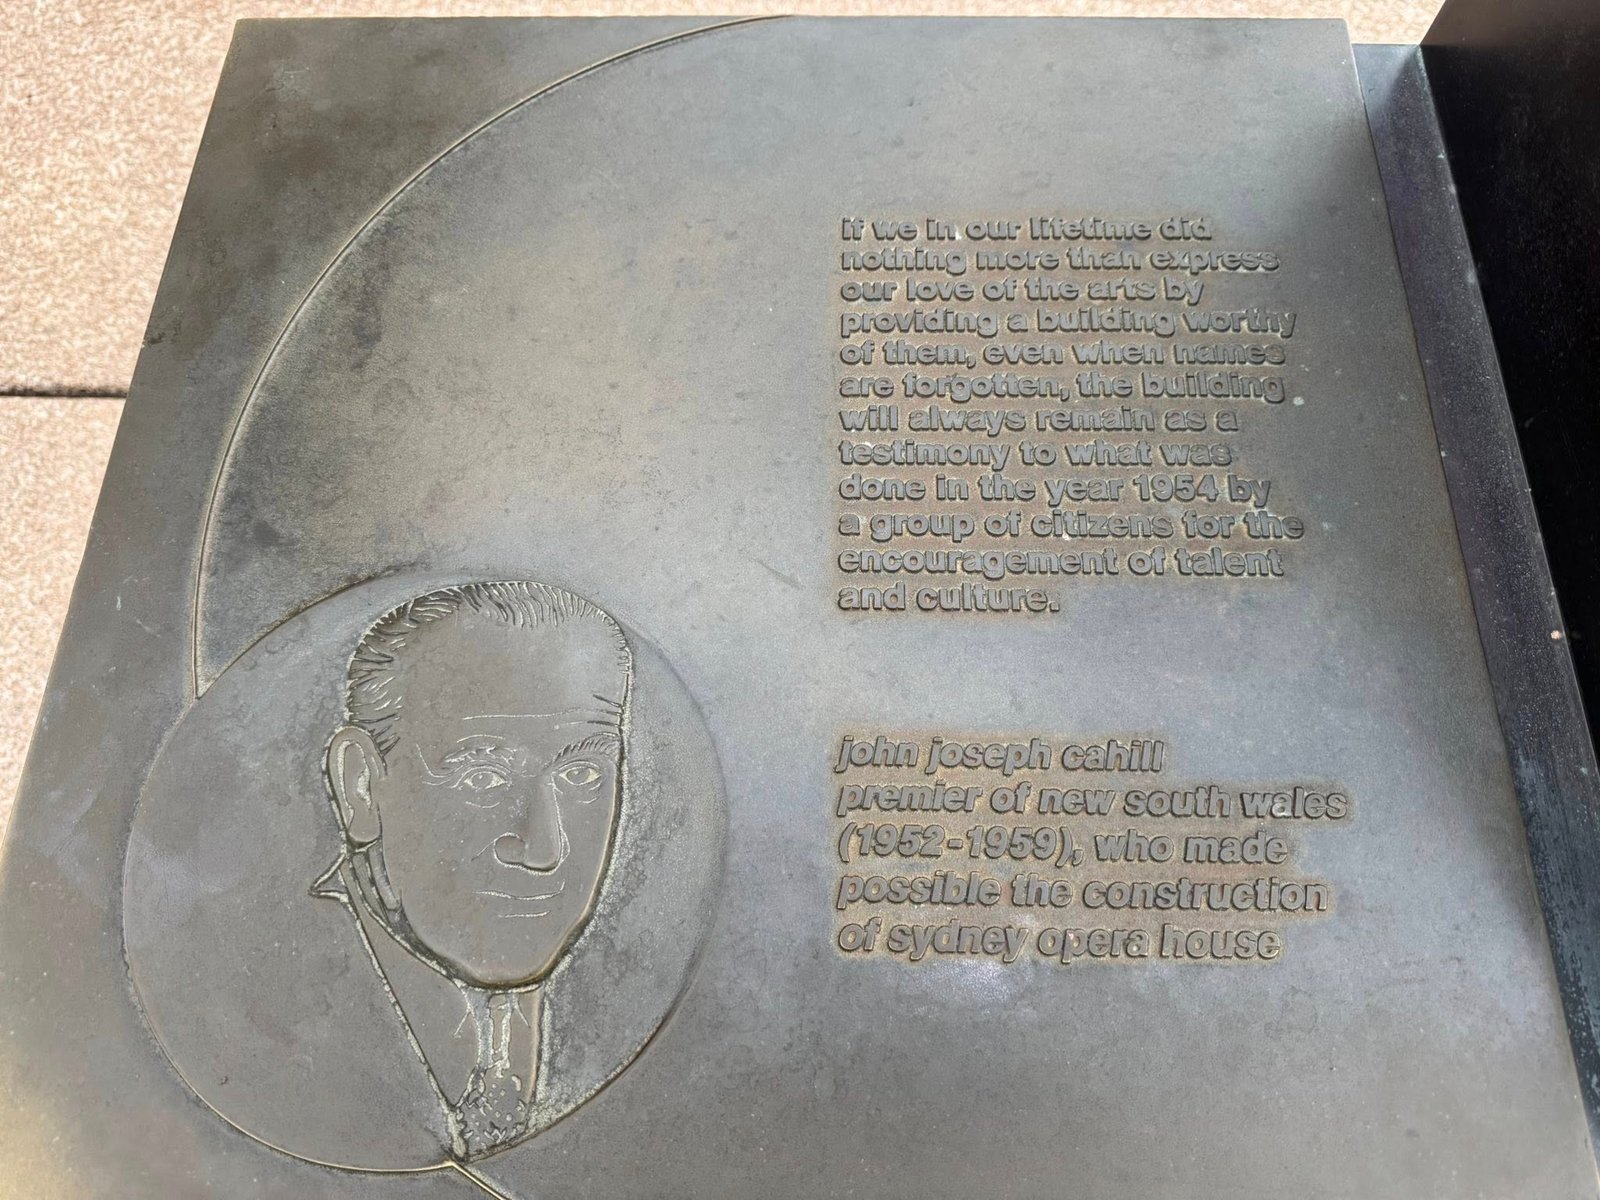 if we in our lifetime did
nothing more than express
our love of the arts by
providing a building worthy
of them, even when names
are forgotten, the building
will always remain as a
testimony to what was
done in the year 1954 by
a group of citizens for the
encouragement of talent
and culture.
john joseph cahill
premier of new south wales
(1952-1959), who made
possible the construction
of sydney opera house